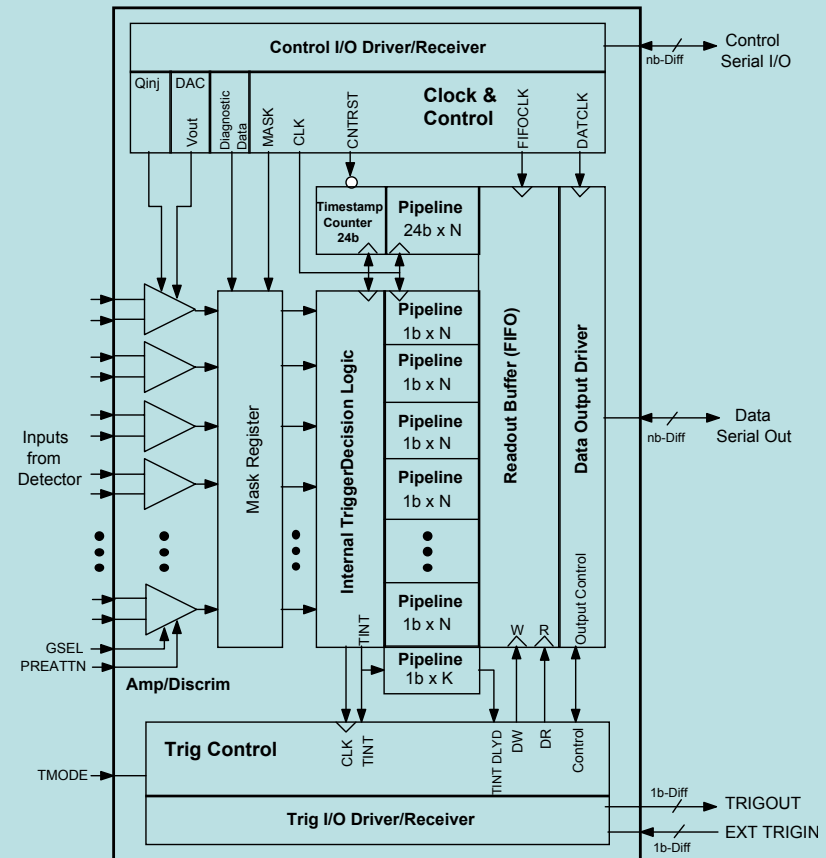 Control I/O Driver/Receiver
nb-Diff
Control
Serial I/O
Qinj
DAC
Vout
Diagnostic
Data
MASK
CLK
CNTRST
Clock &
Control
FIFOCLK
DATCLK
Timestamp
Counter
24b
Pipeline
24b x N
Inputs
from
Detector
Mask Register
Internal TriggerDecision Logic
TINT
Pipeline
1b x N
Pipeline
1b x N
Pipeline
1b x N
Pipeline
1b x N
Pipeline
1b x N
Pipeline
1b x K
Readout Buffer (FIFO)
W
R
Data Output Driver
Output Control
nb-Diff
Data
Serial Out
GSEL
PREATTN
Amp/Discrim
TMODE
Trig Control
CLK
TINT
TINT DLYD
DW
DR
Control
Trig I/O Driver/Receiver
1b-Diff
TRIGOUT
EXT TRIGIN
1b-Diff